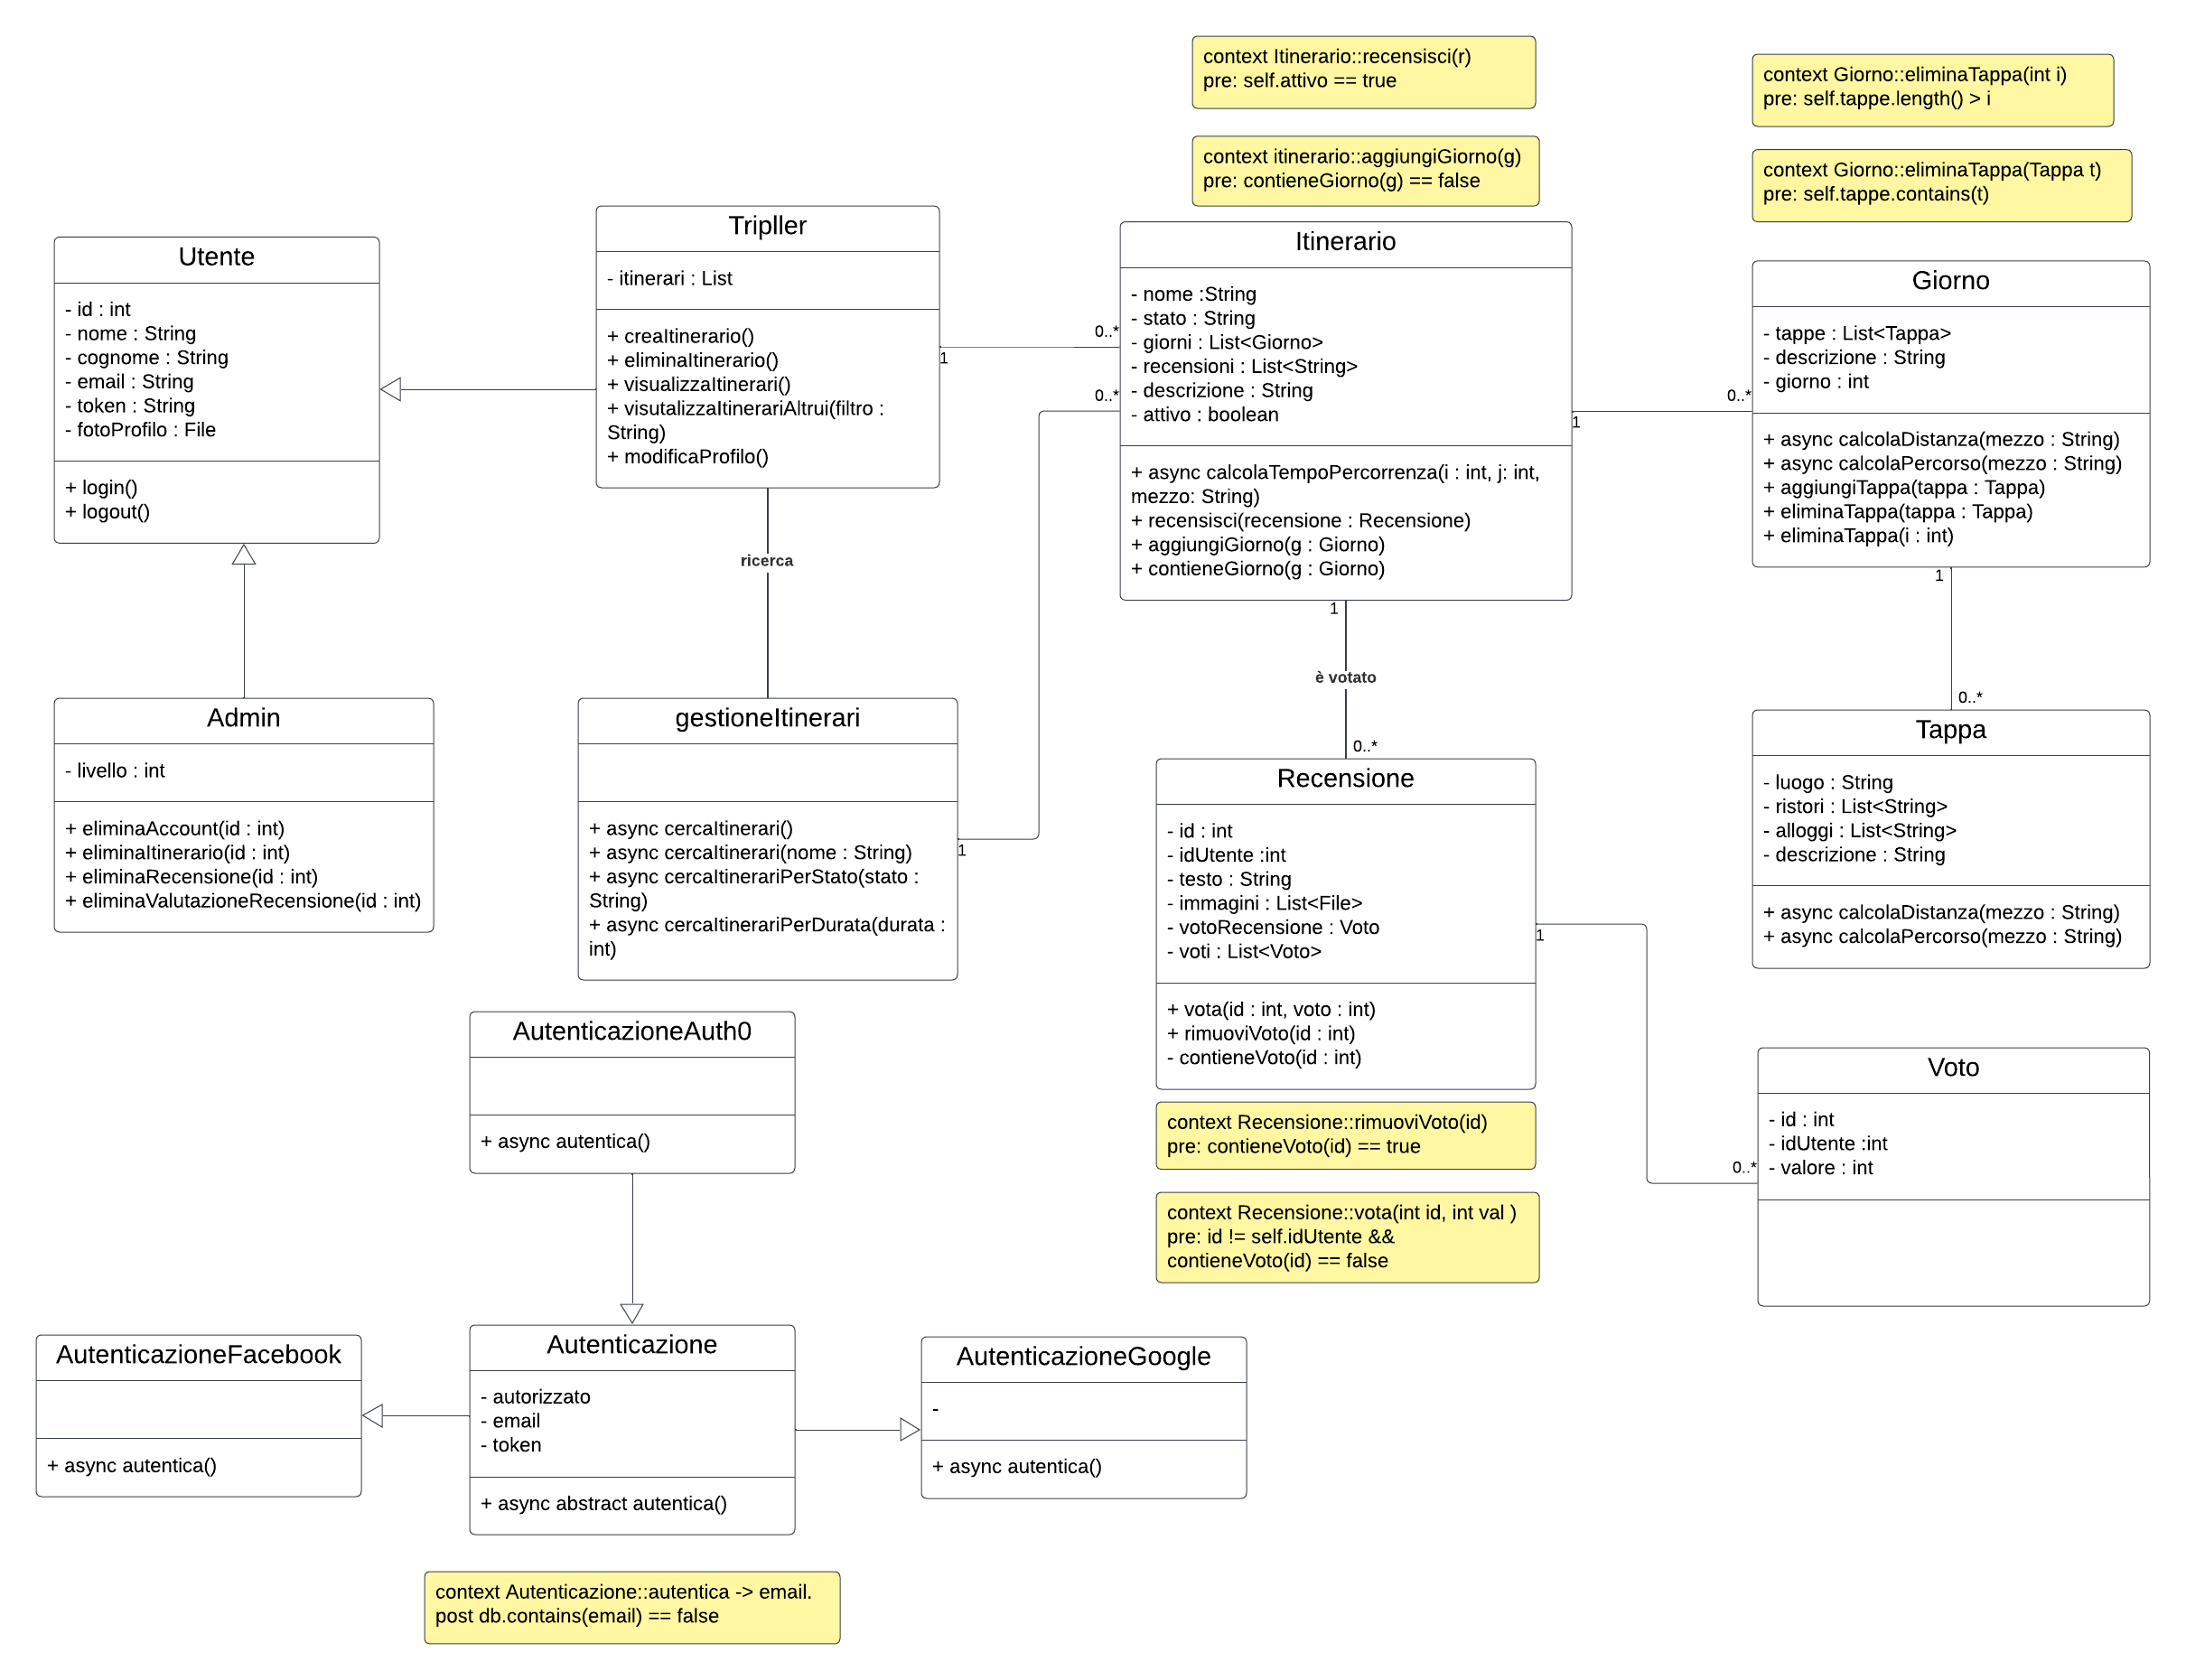 context Itinerario::recensisci(r)
pre: self.attivo == true
context Giorno::eliminaTappa(int i)
pre: self.tappe.length() > i
context itinerario::aggiungiGiorno(g)
pre: contieneGiorno(g) == false
context Giorno::eliminaTappa(Tappa t)
pre: self.tappe.contains(t)
Utente
- id : int
- nome : String
- cognome : String
- email : String
- token : String
- fotoProfilo : File
+ login()
+ logout()
Tripller
- itinerari : List
+ creaItinerario()
+ eliminaItinerario()
+ visualizzaItinerari()
+ visutalizzaItinerariAltrui(filtro :
String)
+ modificaProfilo()
1
0..*
0..*
Itinerario
- nome :String
- stato : String
- giorni : List<Giorno>
- recensioni : List<String>
- descrizione : String
- attivo : boolean
+ async calcolaTempoPercorrenza(i : int, j: int,
mezzo: String)
+ recensisci(recensione : Recensione)
+ aggiungiGiorno(g : Giorno)
+ contieneGiorno(g : Giorno)
1
0..*
Giorno
- tappe : List<Tappa>
- descrizione : String
- giorno : int
+ async calcolaDistanza(mezzo : String)
+ async calcolaPercorso(mezzo : String)
+ aggiungiTappa(tappa : Tappa)
+ eliminaTappa(tappa : Tappa)
+ eliminaTappa(i : int)
ricerca
1
è votato
0..*
1
0..*
Admin
- livello : int
+ eliminaAccount(id : int)
+ eliminaItinerario(id : int)
+ eliminaRecensione(id : int)
+ eliminaValutazioneRecensione(id : int)
gestioneItinerari
+ async cercaItinerari()
+ async cercaItinerari(nome : String)
+ async cercaItinerariPerStato(stato :
String)
+ async cercaItinerariPerDurata(durata :
int)
1
Recensione
- id : int
- idUtente :int
- testo : String
- immagini : List<File>
- votoRecensione : Voto
- voti : List<Voto>
+ vota(id : int, voto : int)
+ rimuoviVoto(id : int)
- contieneVoto(id : int)
1
Tappa
- luogo : String
- ristori : List<String>
- alloggi : List<String>
- descrizione : String
+ async calcolaDistanza(mezzo : String)
+ async calcolaPercorso(mezzo : String)
AutenticazioneAuth0
+ async autentica()
context Recensione::rimuoviVoto(id)
pre: contieneVoto(id) == true
context Recensione::vota(int id, int val )
pre: id != self.idUtente &&
contieneVoto(id) == false
0..*
Voto
- id : int
- idUtente :int
- valore : int
AutenticazioneFacebook
+ async autentica()
Autenticazione
- autorizzato
- email
- token
+ async abstract autentica()
AutenticazioneGoogle
-
+ async autentica()
context Autenticazione::autentica -> email.
post db.contains(email) == false